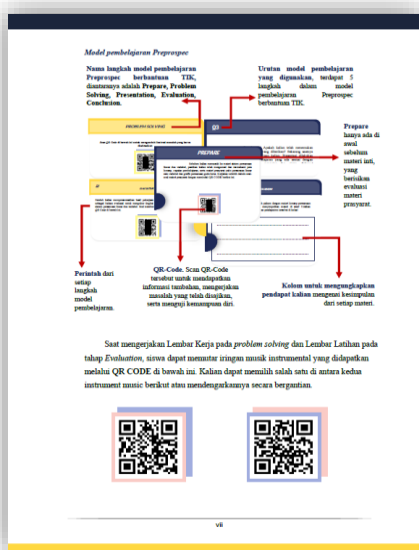 Model pembelajaran Preprospec
Nama langkah model pembelajaran
Preprospec berbantuan TIK,
diantaranya adalah Prepare, Problem
Solving, Presentation, Evaluation,
Conclusion.
Urutan model pembelajaran
yang digunakan, terdapat 5
langkah dalam model
pembelajaran Preprospec
berbantuan TIK.
PREPARE
Prepare
hanya ada di
awal
sebelum
materi inti,
yang
berisikan
evaluasi
materi
prasyarat.
Perintah dari
setiap
langkah
model
pembelajaran.
QR-Code. Scan QR-Code
tersebut untuk mendapatkan
informasi tambahan, mengerjakan
masalah yang telah disajikan,
serta menguji kemampuan diri.
Kolom untuk mengungkapkan
pendapat kalian mengenai kesimpulan
dari setiap materi.
Saat mengerjakan Lembar Kerja pada problem solving dan Lembar Latihan pada
tahap Evaluation, siswa dapat memutar iringan musik instrumental yang didapatkan
melalui QR CODE di bawah ini. Kalian dapat memilih salah satu di antara kedua
instrument music berikut atau mendengarkannya secara bergantian.
vii